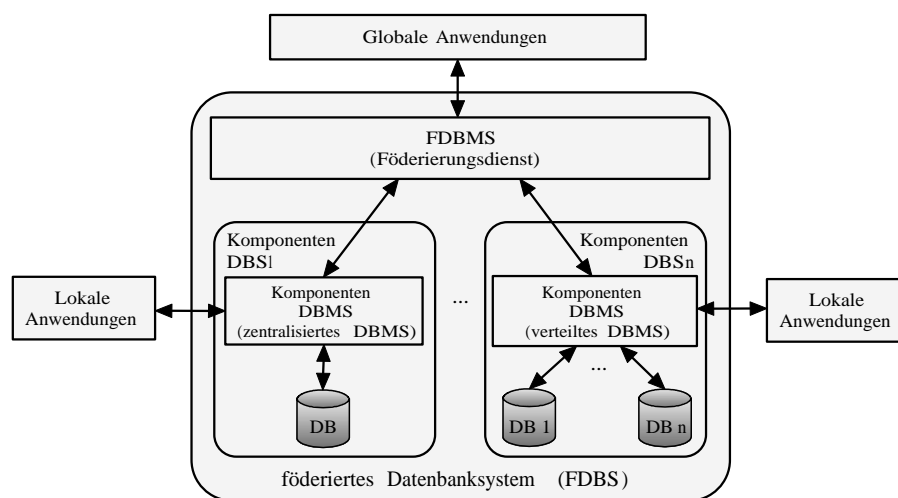 Globale Anwendungen
FDBMS
(Föderierungsdienst)
Komponenten
DBSl
Komponenten
DBMS
(zentralisiertes DBMS)
DB
...
Komponenten
DBSn
Komponenten
DBMS
(verteiltes DBMS)
...
DB 1
DB n
Lokale
Anwendungen
Lokale
Anwendungen
föderiertes Datenbanksystem (FDBS)